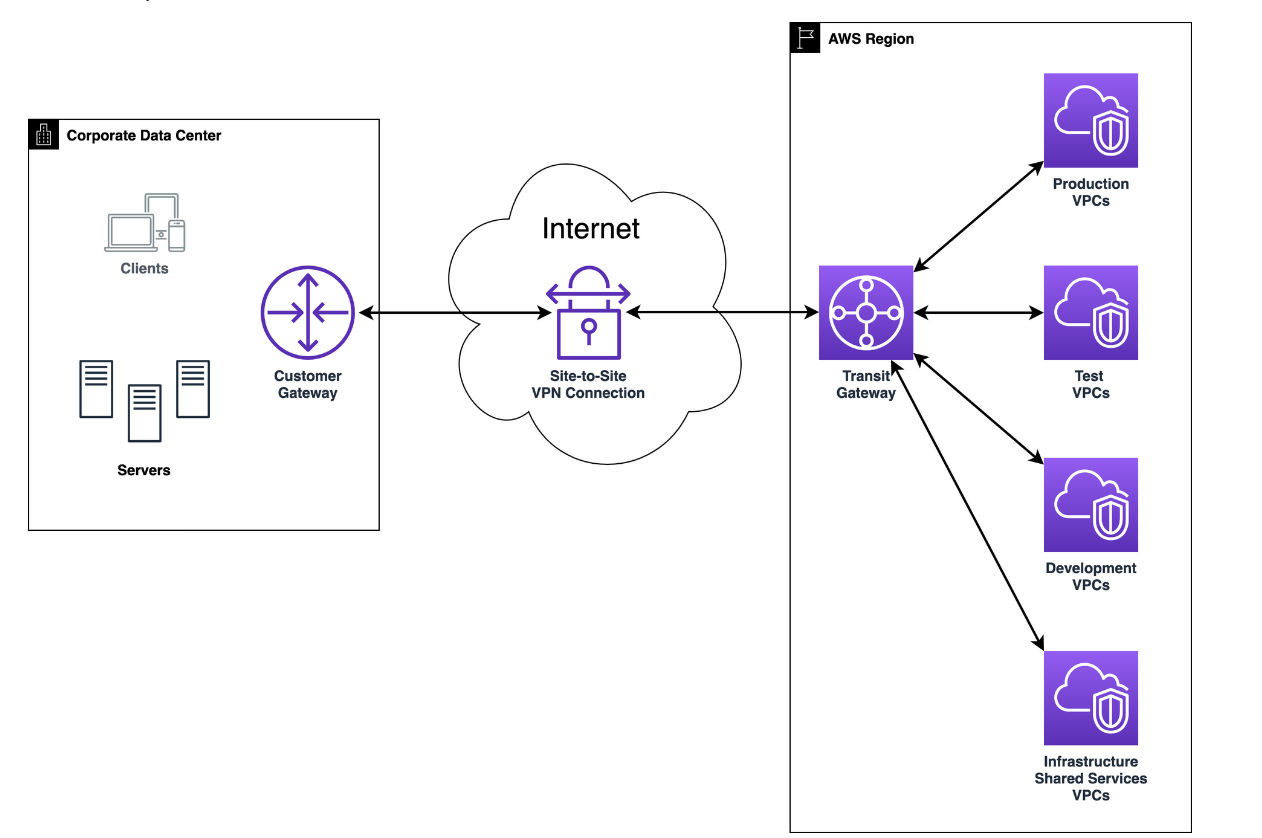 AWS Region
Production
VPCs
Corporate Data Center
Clients
Internet
Customer
Gateway
Site-to-Site
VPN Connection
Transit
Gateway
Test
VPCs
Servers
Development
VPCs
Infrastructure
Shared Services
VPCs